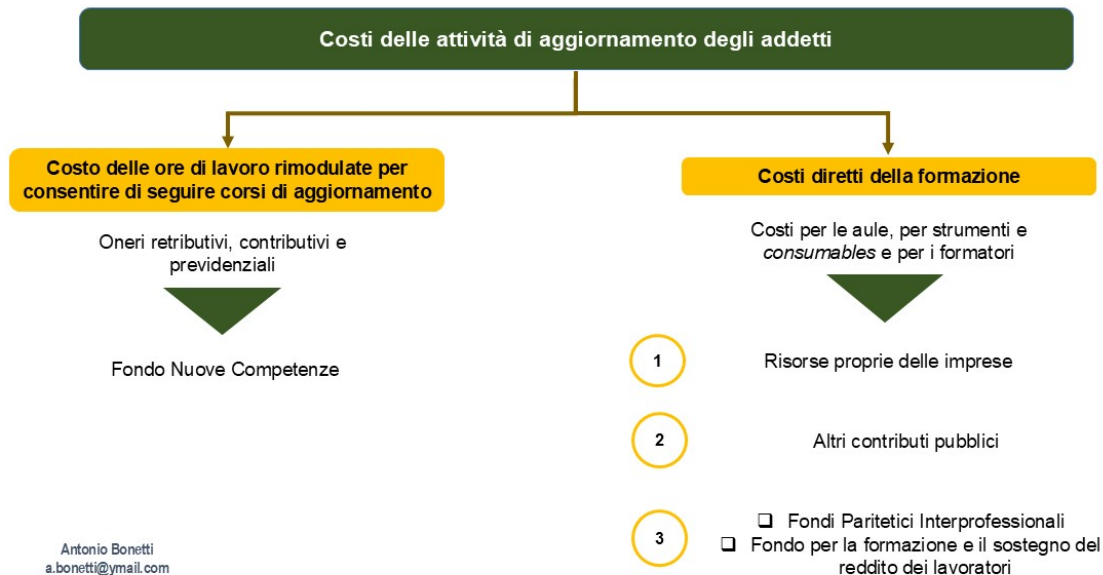 Costi delle attività di aggiornamento degli addetti
Costo delle ore di lavoro rimodulate per
consentire di seguire corsi di aggiornamento
Oneri retributivi, contributivi e
previdenziali
Fondo Nuove Competenze
Costi diretti della formazione
Costi per le aule, per strumenti e
consumables e per i formatori
1
Risorse proprie delle imprese
2
Altri contributi pubblici
3
❑ Fondi Paritetici Interprofessionali
❑ Fondo per la formazione e il sostegno del
reddito dei lavoratori
Antonio Bonetti
a.bonetti@ymail.com